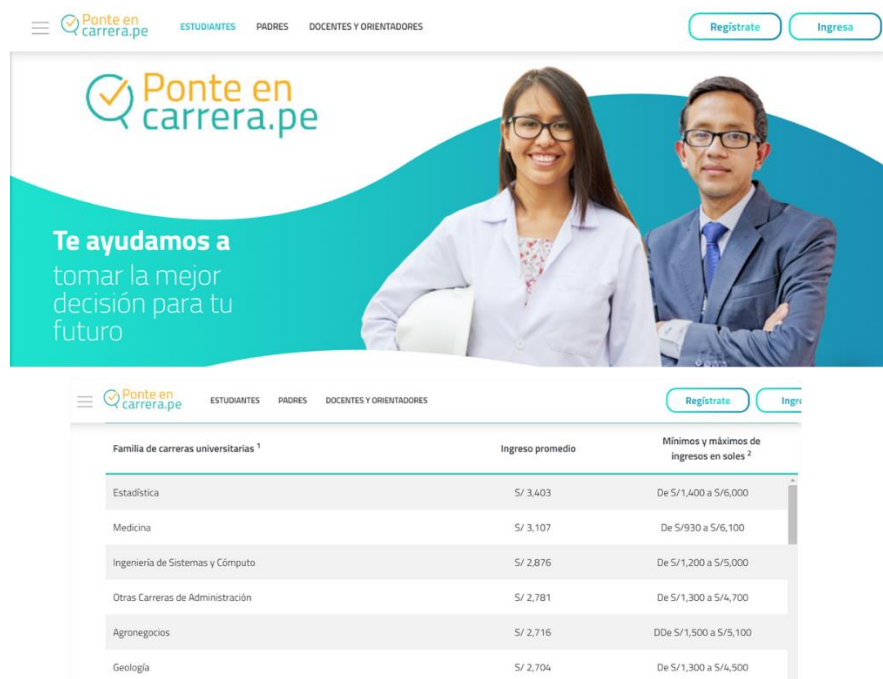 Ponte en
carrera.pe
ESTUDIANTES PADRES DOCENTES Y ORIENTADORES Regístrate Ingresa
Ponte en
carrera.pe
Te ayudamos a
tomar la mejor
decisión para tu
futuro
Ponte en
carrera.pe
ESTUDIANTES PADRES DOCENTES Y ORIENTADORES Regístrate Ingre
Familia de carreras universitarias 1 Ingreso promedio Mínimos y máximos de
ingresos en soles 2
Estadística S/ 3,403 De S/1,400 a S/6,000
Medicina S/ 3,107 De S/930 a S/6,100
Ingeniería de Sistemas y Cómputo S/ 2,876 De S/1,200 a S/5,000
Otras Carreras de Administración S/ 2,781 De S/1,300 a S/4,700
Agronegocios S/ 2,716 DDe S/1,500 a S/5,100
Geología S/ 2,704 De S/1,300 a S/4,500